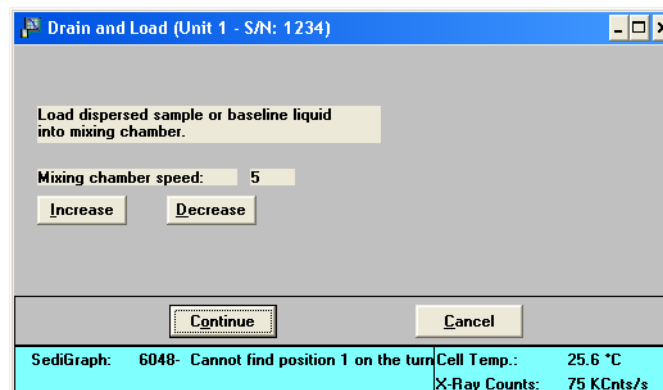 Drain and Load (Unit 1 - S/N: 1234)
Load dispersed sample or baseline liquid
into mixing chamber.
Mixing chamber speed: 5
Increase Decrease
Continue Cancel
SediGraph: 6048- Cannot find position 1 on the turn Cell Temp.: 25.6 °C
X-Ray Counts: 75 KCnts/s